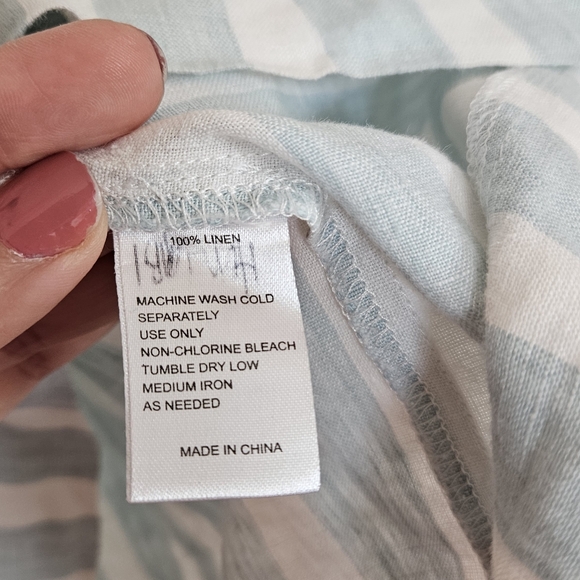 100% LINEN
MACHINE WASH COLD
SEPARATELY
USE ONLY
NON-CHLORINE BLEACH
TUMBLE DRY LOW
MEDIUM IRON
AS NEEDED
MADE IN CHINA